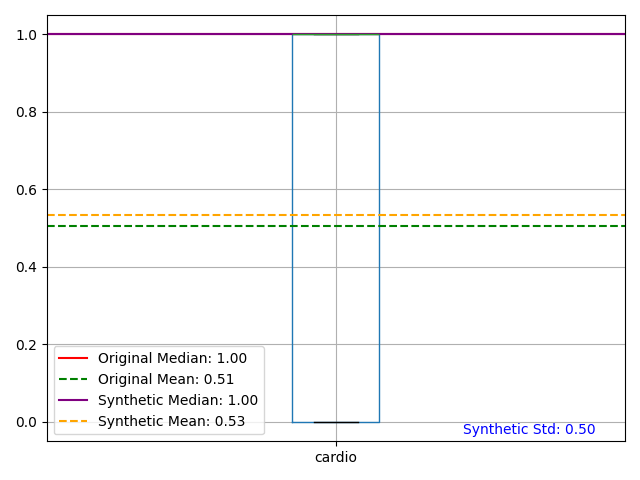 1.0
0.8
0.6
0.4
0.2
0.0
Original Median: 1.00
Original Mean: 0.51
Synthetic Median: 1.00
Synthetic Mean: 0.53
Synthetic Std: 0.50
cardio